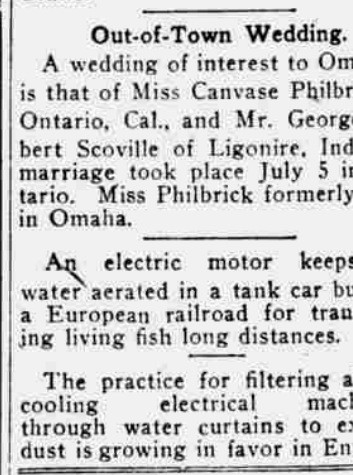 Out-of-Town Wedding.
A wedding of interest to Om
is that of Miss Canvase Philbr
Ontario, Cal., and Mr. George
bert Scoville of Ligonire, Ind
marriage took place July 5 in
tario. Miss Philbrick formerly
in Omaha.
An electric motor keeps
water aerated in a tank car bu
a European railroad for tran
ing living fish long distances.
The practice for filtering a
cooling electrical mach
through water curtains to ex
dust is growing in favor in En